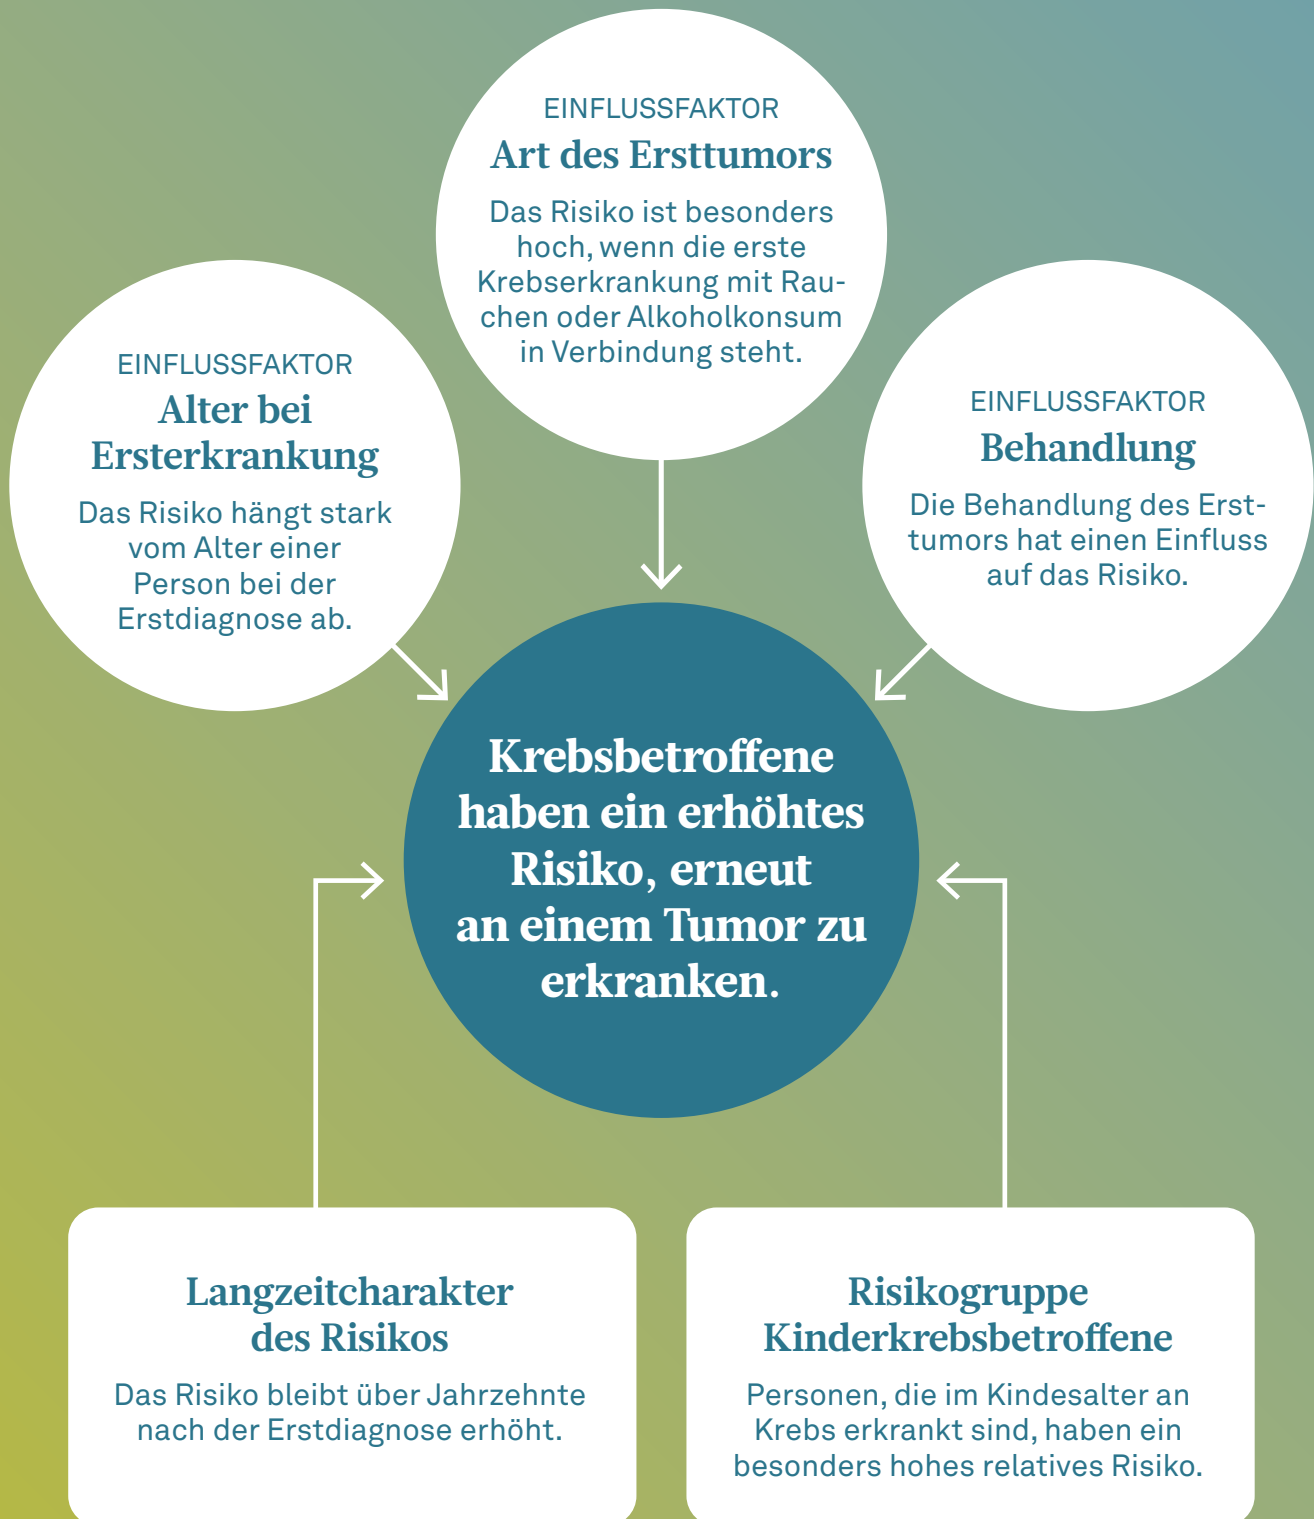 EINFLUSSFAKTOR
Art des Ersttumors
Das Risiko ist besonders
hoch, wenn die erste
Krebserkrankung mit Rau-
chen oder Alkoholkonsum
in Verbindung steht.
EINFLUSSFAKTOR
Alter bei
Ersterkrankung
Das Risiko hängt stark
vom Alter einer
Person bei der
Erstdiagnose ab.
EINFLUSSFAKTOR
Behandlung
Die Behandlung des Erst-
tumors hat einen Einfluss
auf das Risiko.
Krebsbetroffene
haben ein erhöhtes
Risiko, erneut
an einem Tumor zu
erkranken.
Langzeitcharakter
des Risikos
Das Risiko bleibt über Jahrzehnte
nach der Erstdiagnose erhöht.
Risikogruppe
Kinderkrebsbetroffene
Personen, die im Kindesalter an
Krebs erkrankt sind, haben ein
besonders hohes relatives Risiko.